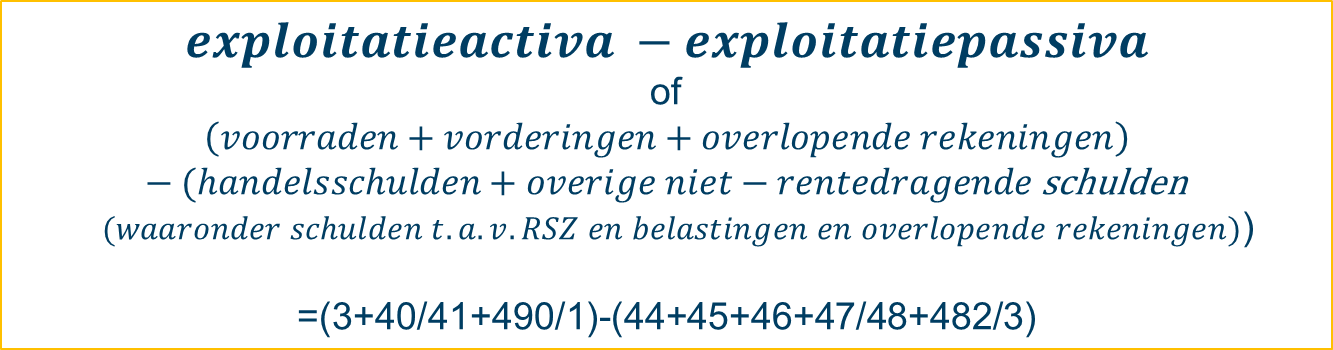 exploitatieactiva − exploitatiepassiva
of
(voorraden + vorderingen + overlopende rekeningen)
− (handelsschulden + overige niet − rentedragende schulden
(waaronder schulden t.a.v.RSZ en belastingen en overlopende rekeningen))
=(3+40/41+490/1)-(44+45+46+47/48+482/3)